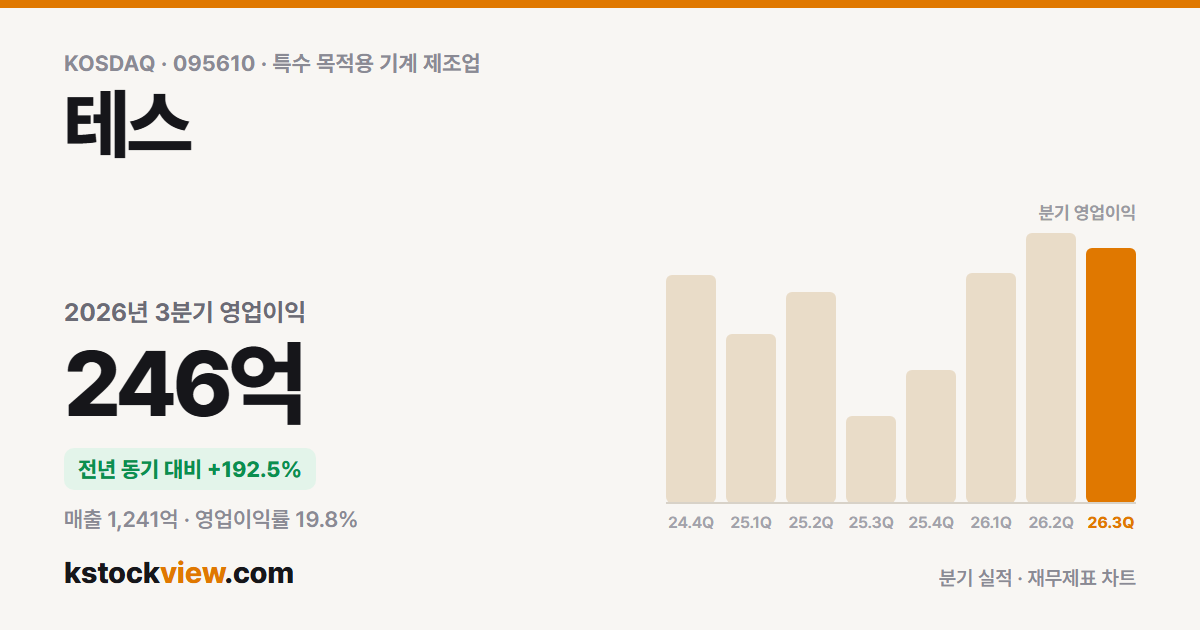 KOSDAQ · 095610 · 특수 목적용 기계 제조업
테스
분기 영업이익
2026년 3분기 영업이익
246억
전년 동기 대비 +192.5%
매출 1,241억 · 영업이익률 19.8%
24.4Q 25.1Q 25.2Q 25.3Q 25.4Q 26.1Q 26.2Q 26.3Q
kstockview.com
분기 실적 · 재무제표 차트